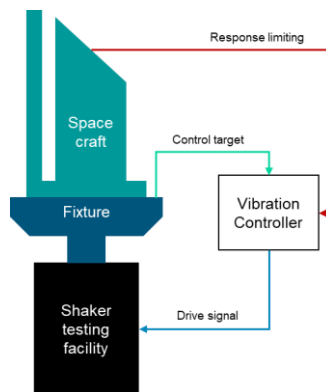 Response limiting
Space
craft
Control target
Fixture
Vibration
Controller
Shaker
testing
facility
Drive signal